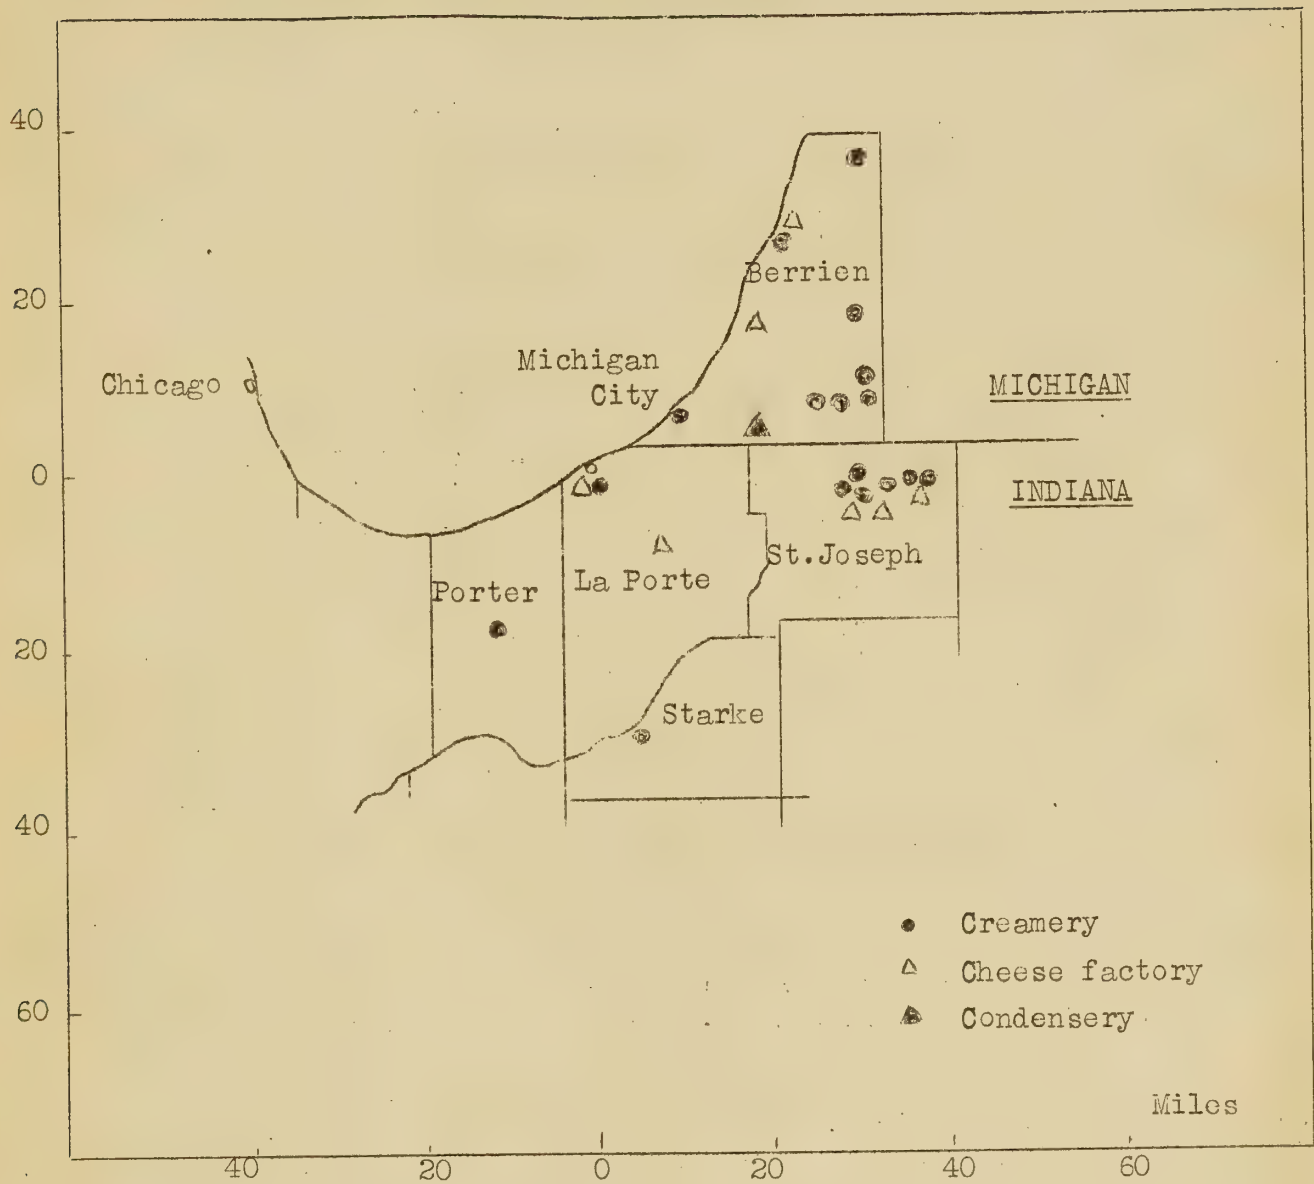 40
Berrien
20
Michigan
City
Chicago
MICHIGAN
0
INDIANA
St.Joseph
La Porte
Porter
20
Starke
40
Creamery
Cheese factory
60
Condensery
Miles
40 20 0 20 40 60